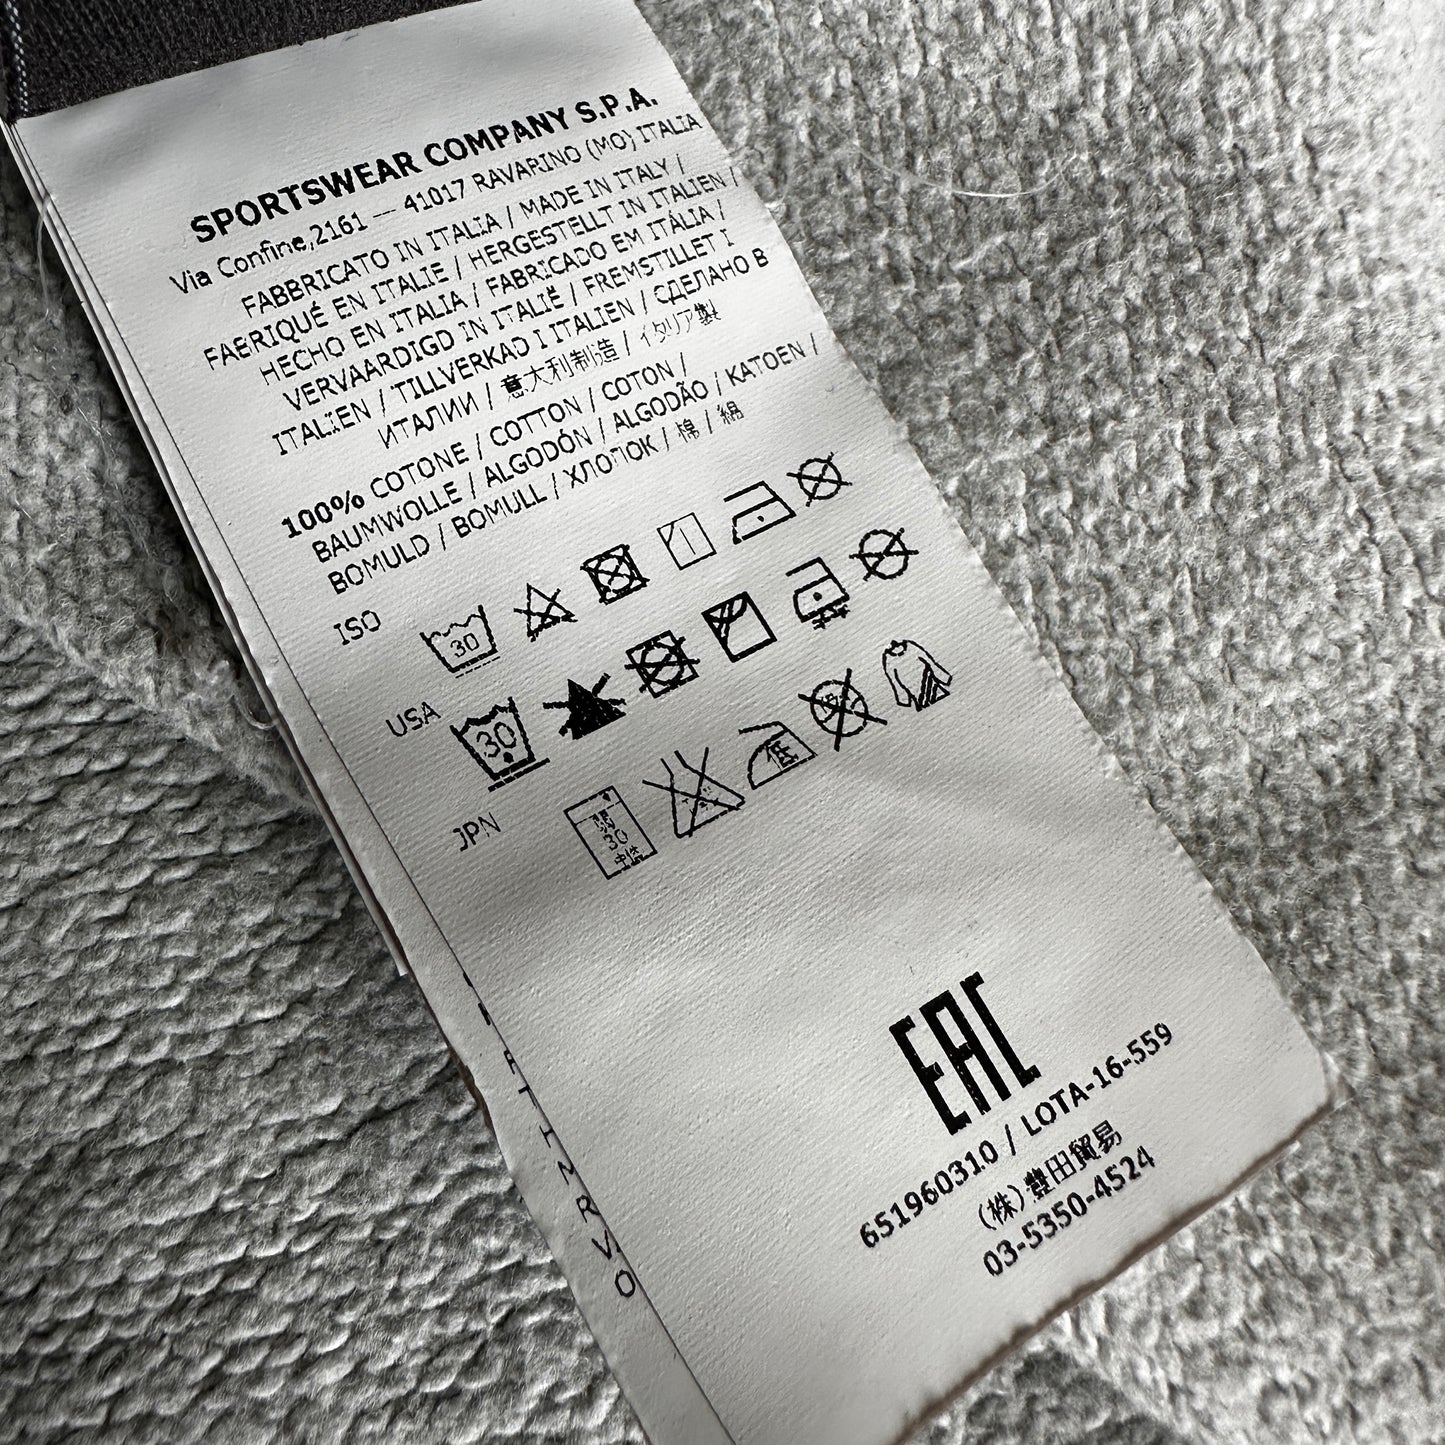 SPORTSWEAR COMPANY S.P.A.
Via Confine,2161 — 41017 RAVARINO (MO) ITALIA
FABBRICATO IN ITALIA / MADE IN ITALY /
FAERIQUÉ EN ITALIE / HERGESTELLT IN ITALIEN /
HECHO EN ITALIA / FABRICADO EM ITÁLIA /
VERVAARDIGD IN ITALIË / FREMSTILLET I
ITALIEN / TILLVERKAD I ITALIEN / СДЕЛАНО В
ИТАЛИИ / 意大利制造 / イタリア製
100% COTONE / COTTON / COTON /
BAUMWOLLE / ALGODÓN / ALGODÃO / KATOEN /
BOMULD / BOMULL / ХЛОПОК / 棉 / 綿
ISO 30
USA 30
JPN 弱 30 中性 低
EAC
651960310 / LOTA-16-559
(株)豊田貿易
03-5350-4524